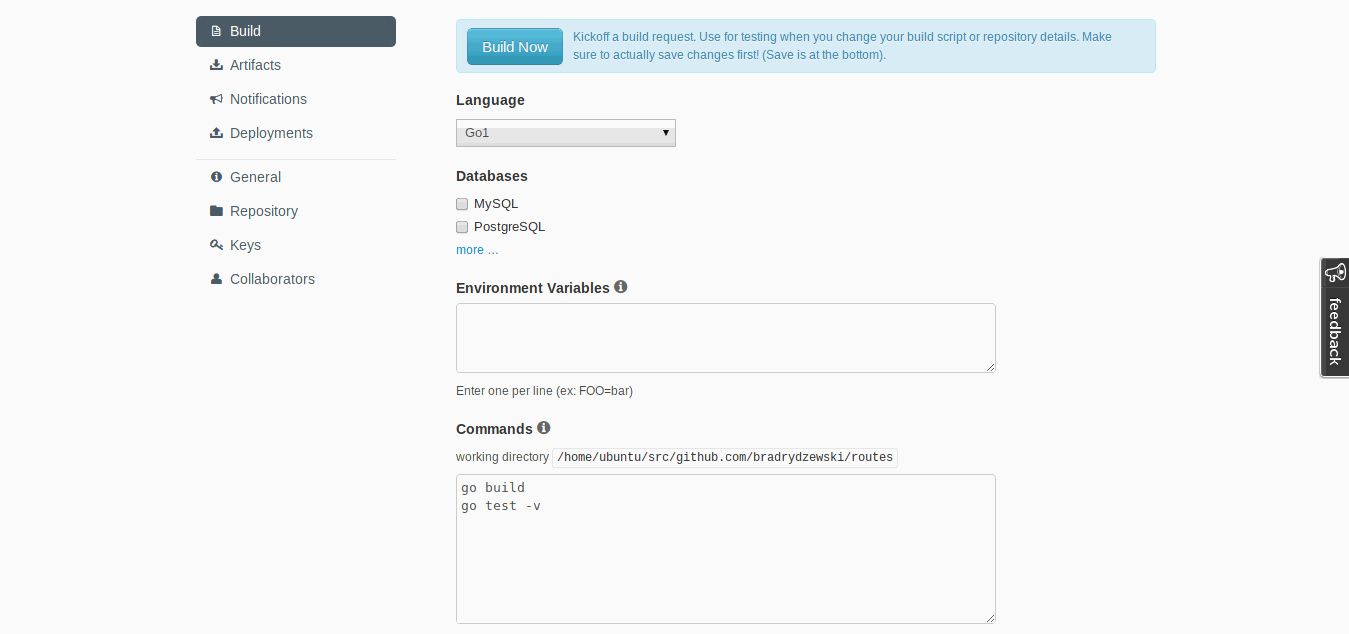 Build
Artifacts
Notifications
Deployments
General
Repository
Keys
Collaborators
Build Now
Kickoff a build request. Use for testing when you change your build script or repository details. Make
sure to actually save changes first! (Save is at the bottom).
Language
Go1
Databases
MySQL
PostgreSQL
more …
Environment Variables
Enter one per line (ex: FOO=bar)
Commands
working directory /home/ubuntu/src/github.com/bradrydzewski/routes
go build
go test -v
feedback